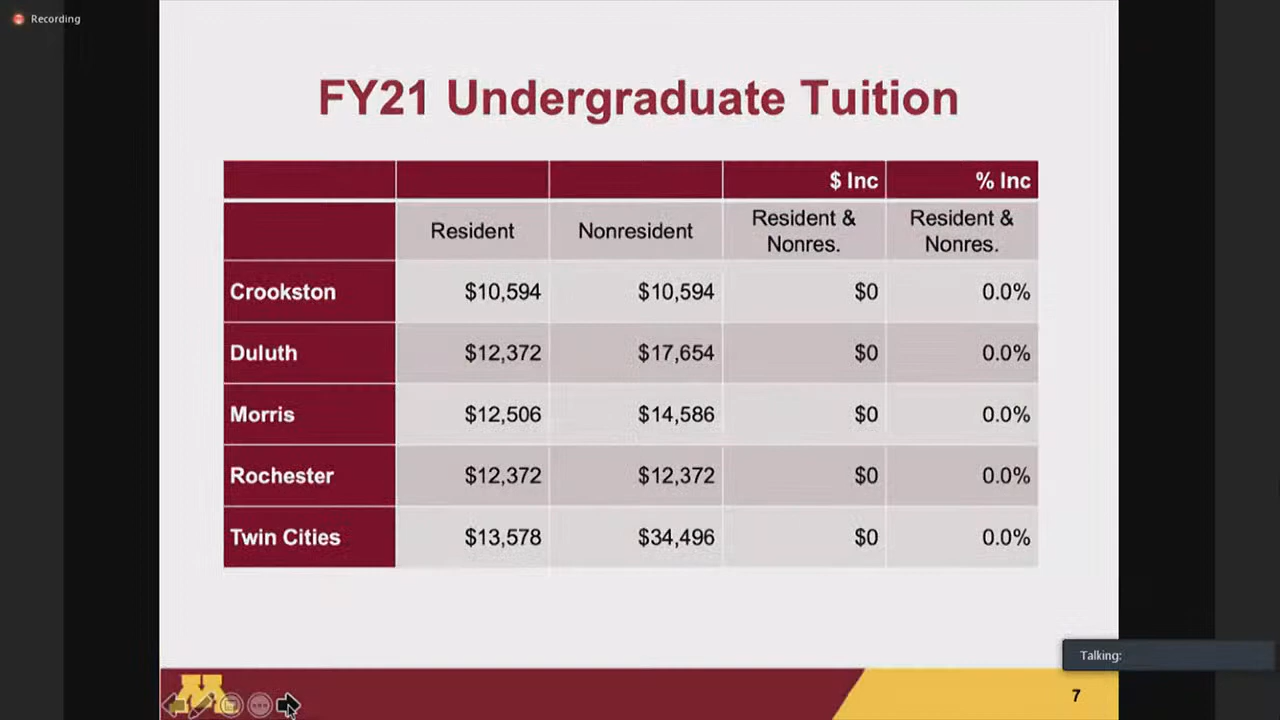 Recording
FY21 Undergraduate Tuition
$ Inc % Inc
Resident Nonresident Resident & Nonres. Resident & Nonres.
Crookston $10,594 $10,594 $0 0.0%
Duluth $12,372 $17,654 $0 0.0%
Morris $12,506 $14,586 $0 0.0%
Rochester $12,372 $12,372 $0 0.0%
Twin Cities $13,578 $34,496 $0 0.0%
Talking:
M
7